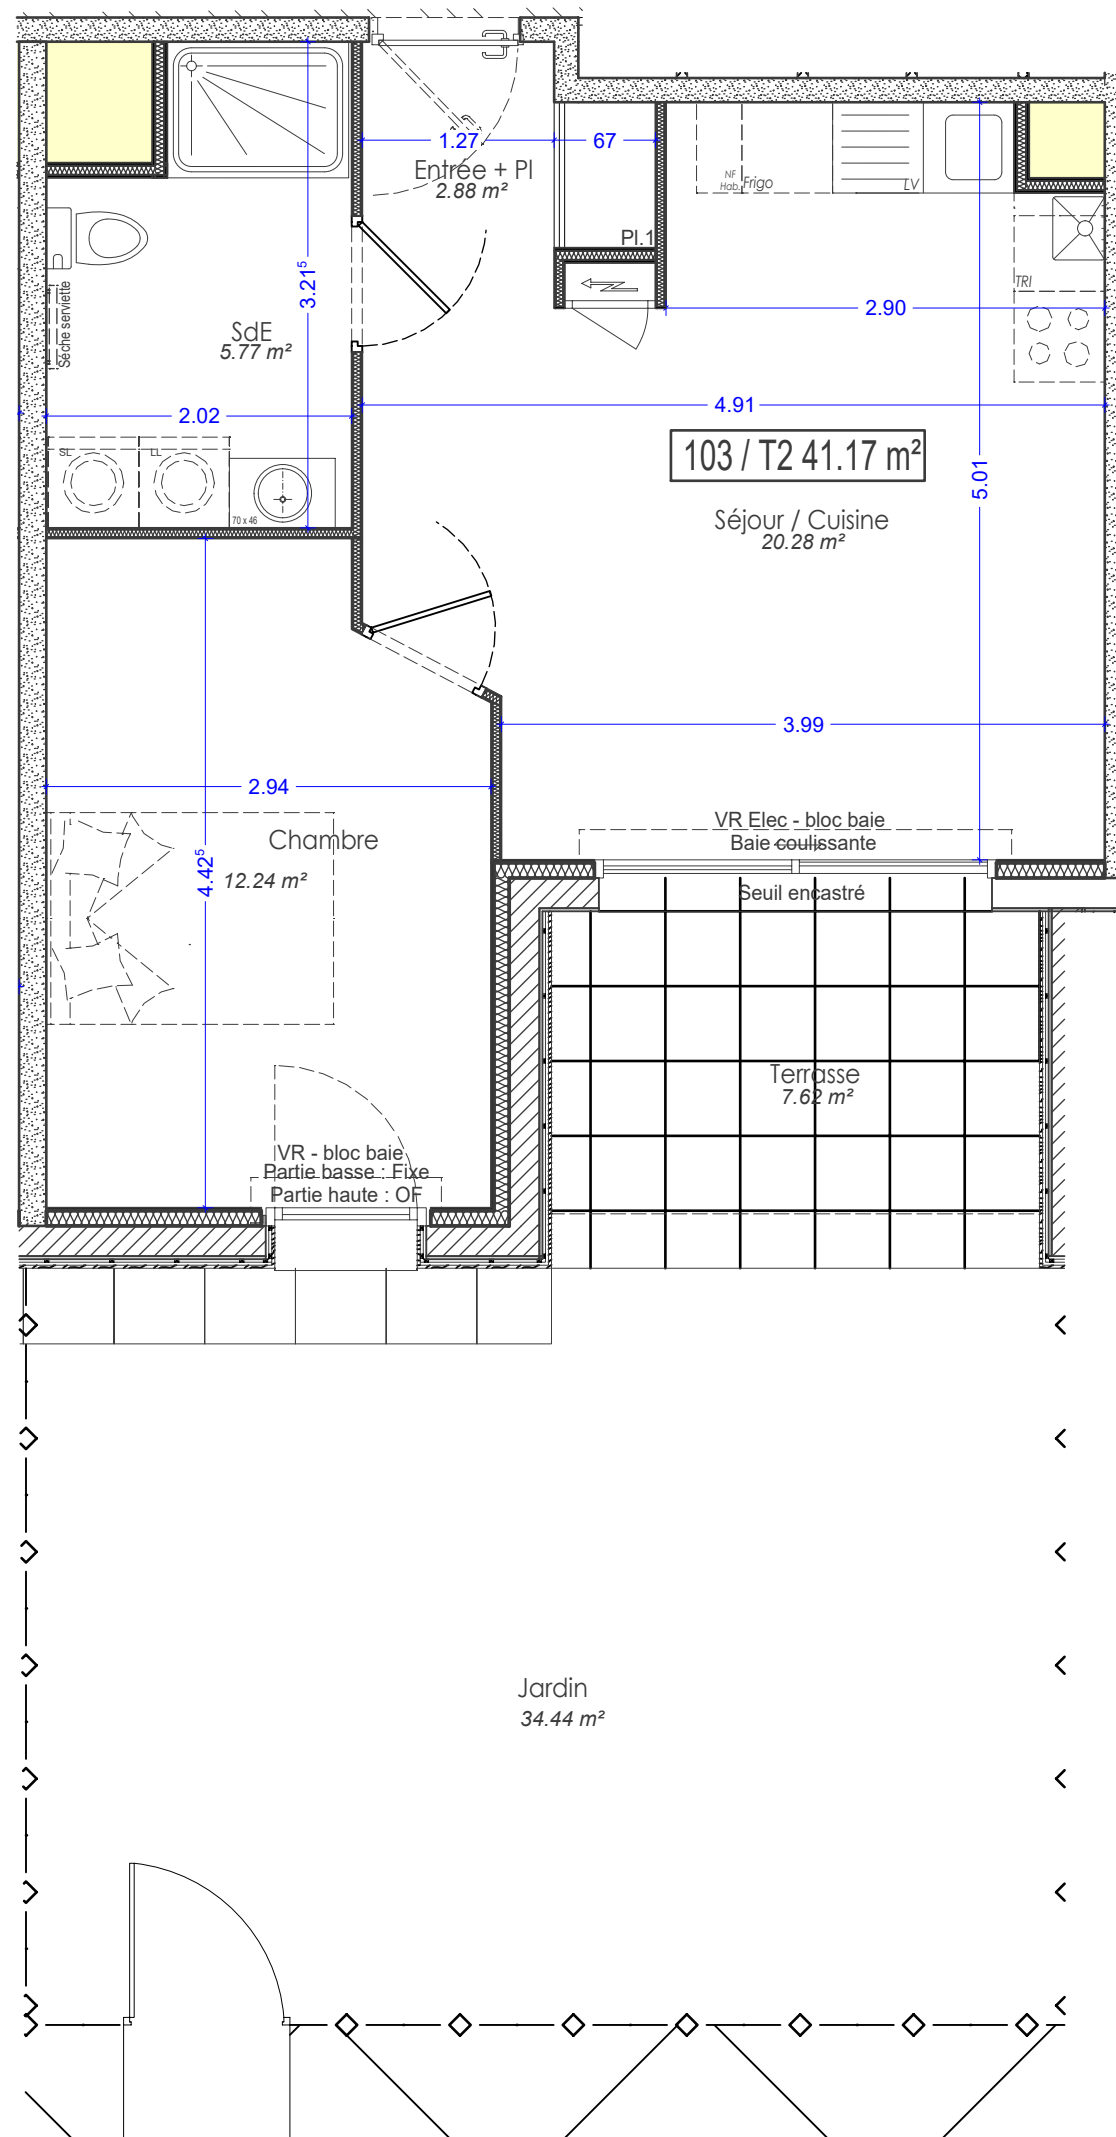 1.27
67
Entrée + Pl
2.88 m²
NF
Hab.
Frigo
LV
Pl.1
TRI
3.21⁵
2.90
Sèche serviette
SdE
5.77 m²
2.02
4.91
103 / T2 41.17 m²
5.01
SL
LL
70 x 46
Séjour / Cuisine
20.28 m²
3.99
2.94
VR Elec - bloc baie
Baie coulissante
Chambre
12.24 m²
4.42⁵
Seuil encastré
Terrasse
7.62 m²
VR - bloc baie
Partie basse : Fixe
Partie haute : OF
Jardin
34.44 m²